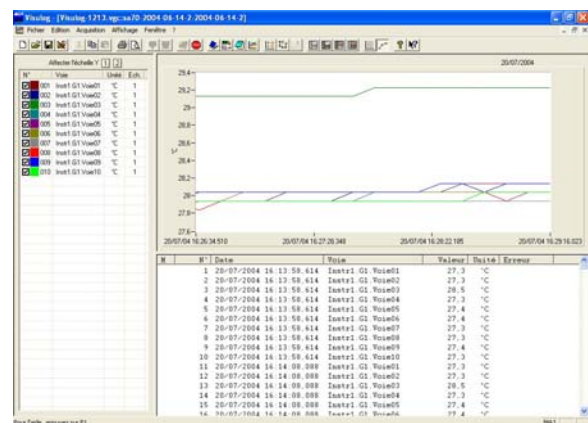 Visulog - [Visulog-1213.vgc:sa70-2004-06-14-2:2004-06-14-2]
Fichier Edition Acquisition Affichage Fenêtre ?
Affecter l'échelle Y 1 2
N° Voie Unité Ech.
001 Instr1.G1.Voie01 °C 1
002 Instr1.G1.Voie02 °C 1
003 Instr1.G1.Voie03 °C 1
004 Instr1.G1.Voie04 °C 1
005 Instr1.G1.Voie05 °C 1
006 Instr1.G1.Voie06 °C 1
007 Instr1.G1.Voie07 °C 1
008 Instr1.G1.Voie08 °C 1
009 Instr1.G1.Voie09 °C 1
010 Instr1.G1.Voie10 °C 1
20/07/2004
29,4
29,2
29
28,8
28,6
28,4
28,2
28
27,8
27,6
°C
20/07/04 16:26:34.510 20/07/04 16:27:28.348 20/07/04 16:28:22.185 20/07/04 16:29:16.023
M N° Date Voie Valeur Unité Erreur
1 20/07/2004 16:13:58.614 Instr1.G1.Voie01 27.3 °C
2 20/07/2004 16:13:58.614 Instr1.G1.Voie02 27.3 °C
3 20/07/2004 16:13:58.614 Instr1.G1.Voie03 28.5 °C
4 20/07/2004 16:13:58.614 Instr1.G1.Voie04 27.3 °C
5 20/07/2004 16:13:58.614 Instr1.G1.Voie05 27.4 °C
6 20/07/2004 16:13:58.614 Instr1.G1.Voie06 27.4 °C
7 20/07/2004 16:13:58.614 Instr1.G1.Voie07 27.3 °C
8 20/07/2004 16:13:58.614 Instr1.G1.Voie08 27.3 °C
9 20/07/2004 16:13:58.614 Instr1.G1.Voie09 27.4 °C
10 20/07/2004 16:13:58.614 Instr1.G1.Voie10 27.3 °C
11 20/07/2004 16:14:08.088 Instr1.G1.Voie01 27.3 °C
12 20/07/2004 16:14:08.088 Instr1.G1.Voie02 27.3 °C
13 20/07/2004 16:14:08.088 Instr1.G1.Voie03 28.5 °C
14 20/07/2004 16:14:08.088 Instr1.G1.Voie04 27.3 °C
15 20/07/2004 16:14:08.088 Instr1.G1.Voie05 27.4 °C
16 20/07/2004 16:14:08.088 Instr1.G1.Voie06 27.4 °C